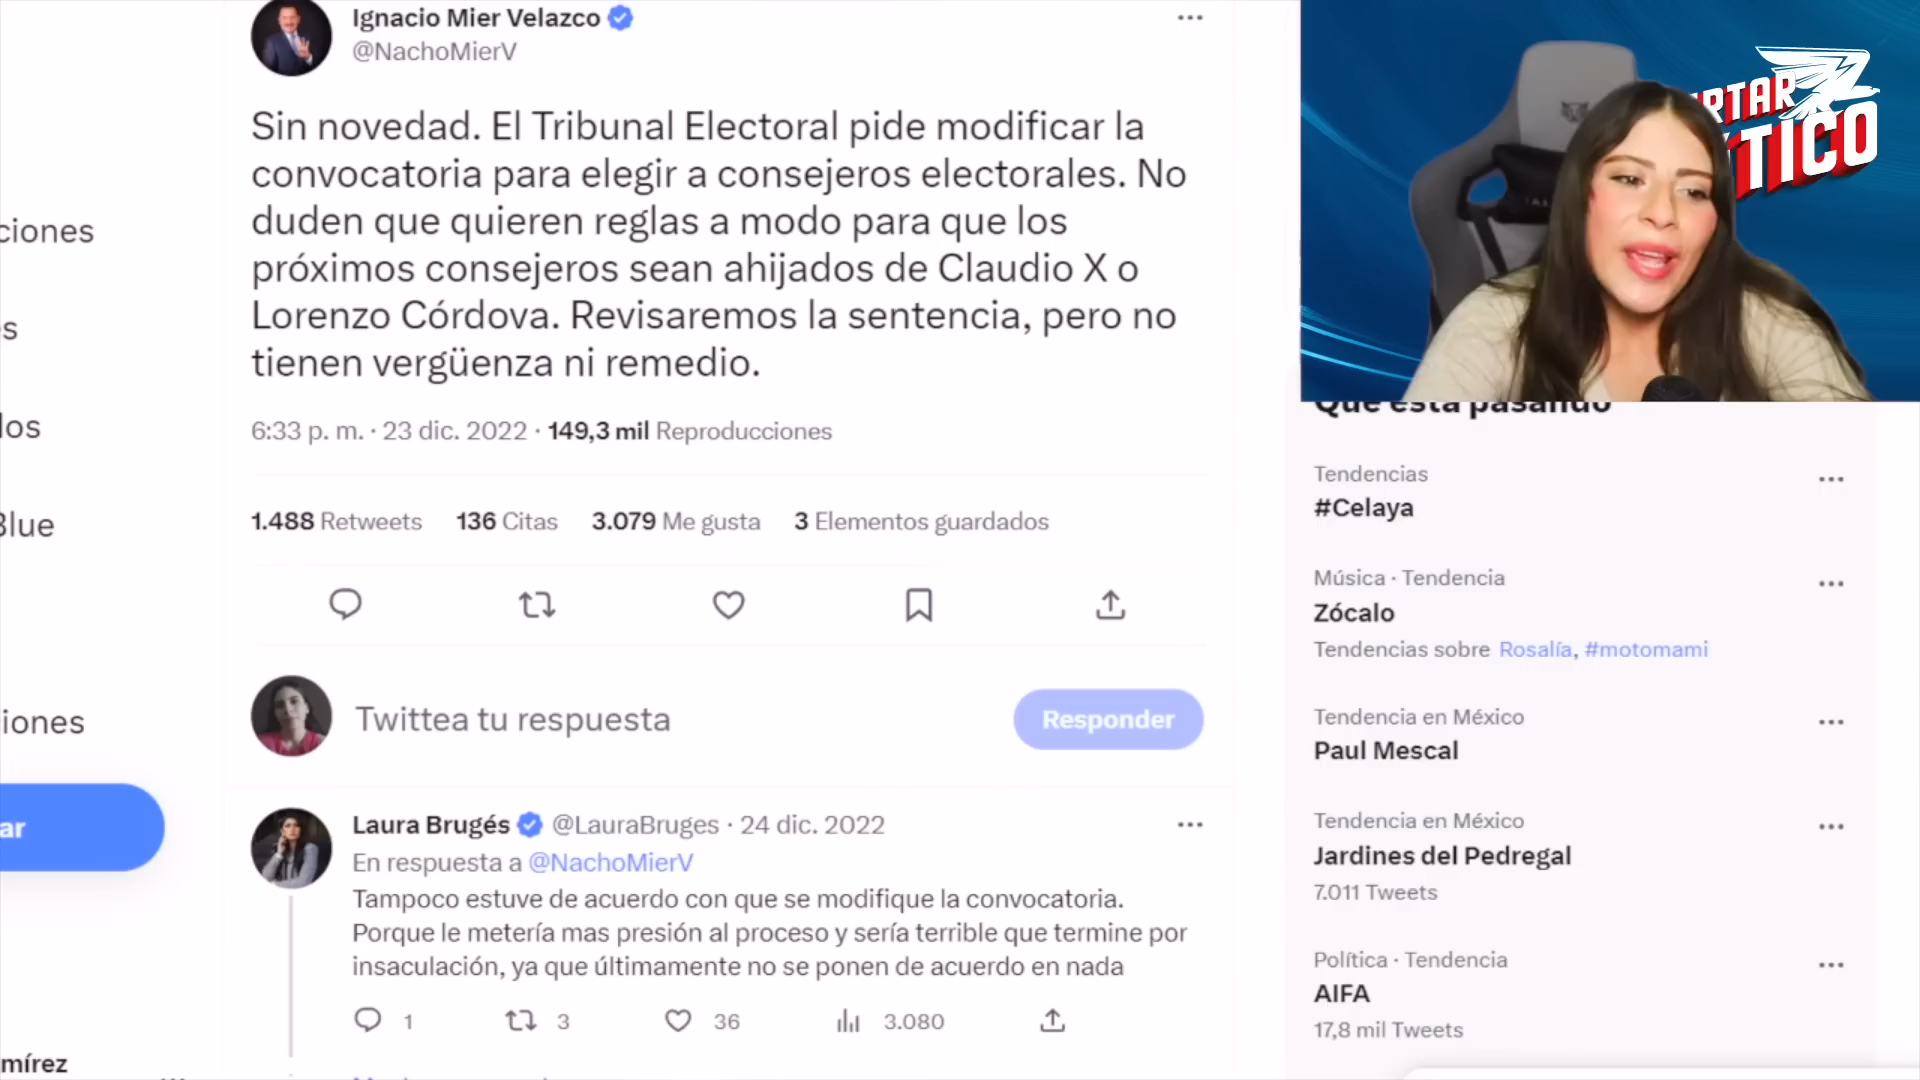 Ignacio Mier Velazco
@NachoMierV
Sin novedad. El Tribunal Electoral pide modificar la
convocatoria para elegir a consejeros electorales. No
duden que quieren reglas a modo para que los
próximos consejeros sean ahijados de Claudio X o
Lorenzo Córdova. Revisaremos la sentencia, pero no
tienen vergüenza ni remedio.
6:33 p. m. · 23 dic. 2022 · 149,3 mil Reproducciones
1.488 Retweets 136 Citas 3.079 Me gusta 3 Elementos guardados
Twittea tu respuesta
Responder
Laura Brugés @LauraBruges · 24 dic. 2022
En respuesta a @NachoMierV
Tampoco estuve de acuerdo con que se modifique la convocatoria.
Porque le metería mas presión al proceso y sería terrible que termine por
insaculación, ya que últimamente no se ponen de acuerdo en nada
1 3 36 3.080
ciones
s
los
Blue
iones
ar
mírez
RTAR
TICO
Qué está pasando
Tendencias
#Celaya
Música · Tendencia
Zócalo
Tendencias sobre Rosalía, #motomami
Tendencia en México
Paul Mescal
Tendencia en México
Jardines del Pedregal
7.011 Tweets
Política · Tendencia
AIFA
17,8 mil Tweets